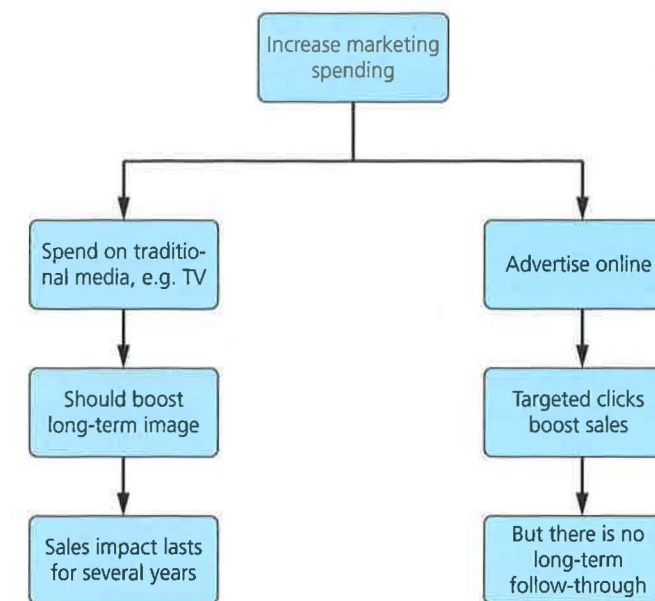 Increase marketing
spending
Spend on traditio-
nal media, e.g. TV
Advertise online
Should boost
long-term image
Targeted clicks
boost sales
Sales impact lasts
for several years
But there is no
long-term
follow-through